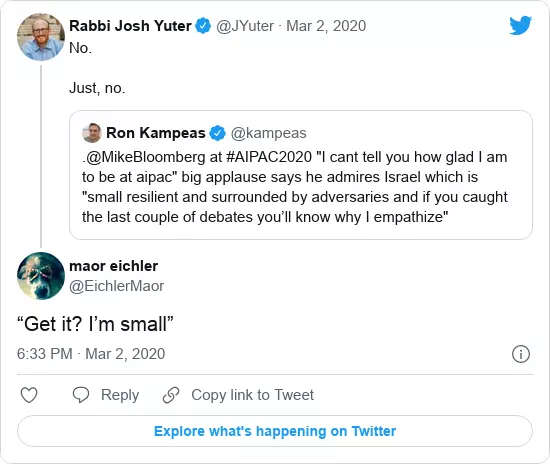 Rabbi Josh Yuter @JYuter · Mar 2, 2020
No.
Just, no.
Ron Kampeas @kampeas
.@MikeBloomberg at #AIPAC2020 "I cant tell you how glad I am
to be at aipac" big applause says he admires Israel which is
"small resilient and surrounded by adversaries and if you caught
the last couple of debates you’ll know why I empathize"
maor eichler
@EichlerMaor
“Get it? I’m small”
6:33 PM · Mar 2, 2020
Reply Copy link to Tweet
Explore what's happening on Twitter